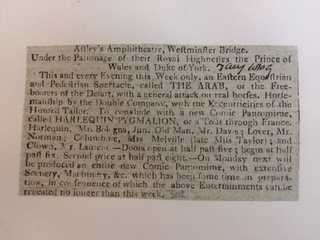 Astley's Amphitheatre, Westminster Bridge.
Under the Patronage of their Royal Highnesses the Prince of
Wales and Duke of York.
This and every Evening this Week only, an Eastern Equestrian
and Pedestrian Spectacle, called THE ARAB, or the Free-
booters of the Desart, with a general attack on real horses. Horse-
manship by the Double Company, with the Eccentricities of the
Hunted Tailor. To conclude with a new Comic Pantomime,
called HARLEQUIN PIGMALION, or a Tour through France.
Harlequin, Mr. Bologna, Jun. Old Man, Mr. Davis; Lover, Mr.
Norman; Columbine, Mrs. Melville (late Miss Taylor); and
Clown, Mr. Laurent.—Doors open at half past five; begin at half
past six. Second price at half past eight.—On Monday next will
be produced an entire new Comic Pantomime, with extensive
Scenery, Machinery, &c. which has been some time in prepara-
tion, in consequence of which the above Entertainments can be
repeated no longer than this week.